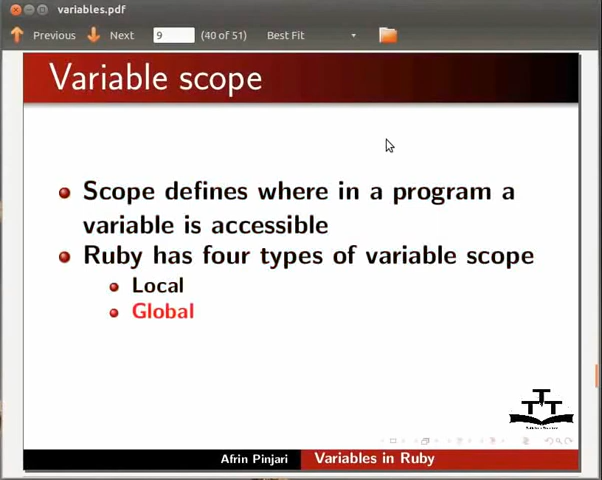 variables.pdf
Previous Next 9 (40 of 51) Best Fit
Variable scope
Scope defines where in a program a
variable is accessible
Ruby has four types of variable scope
Local
Global
Afrin Pinjari Variables in Ruby